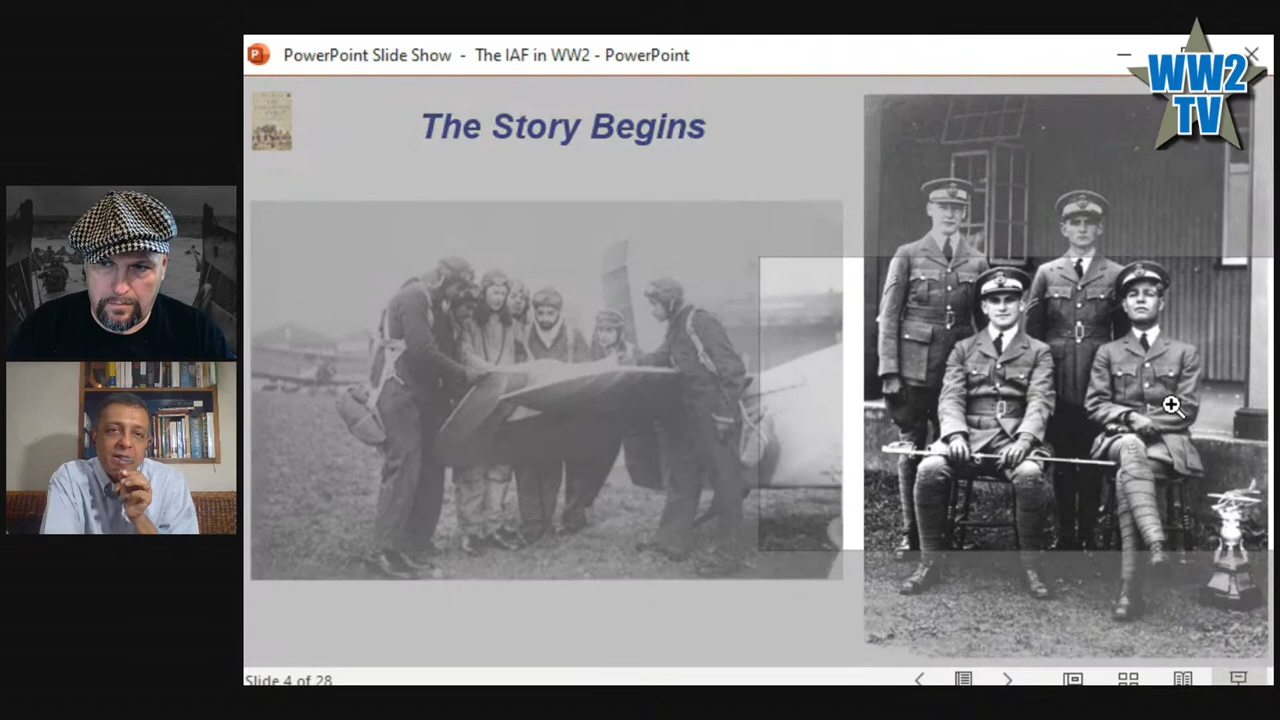 PowerPoint Slide Show - The IAF in WW2 - PowerPoint
WW2
TV
The Story Begins
Slide 4 of 28